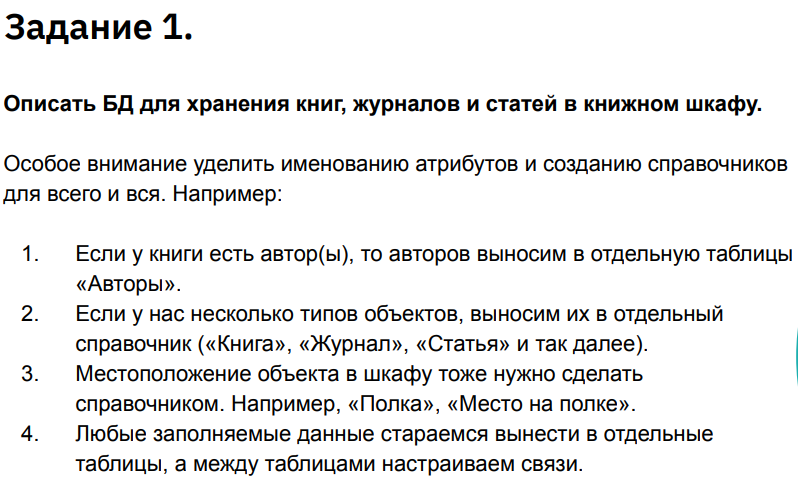 Задание 1.
Описать БД для хранения книг, журналов и статей в книжном шкафу.
Особое внимание уделить именованию атрибутов и созданию справочников
для всего и вся. Например:
1. Если у книги есть автор(ы), то авторов выносим в отдельную таблицы
«Авторы».
2. Если у нас несколько типов объектов, выносим их в отдельный
справочник («Книга», «Журнал», «Статья» и так далее).
3. Местоположение объекта в шкафу тоже нужно сделать
справочником. Например, «Полка», «Место на полке».
4. Любые заполняемые данные стараемся вынести в отдельные
таблицы, а между таблицами настраиваем связи.